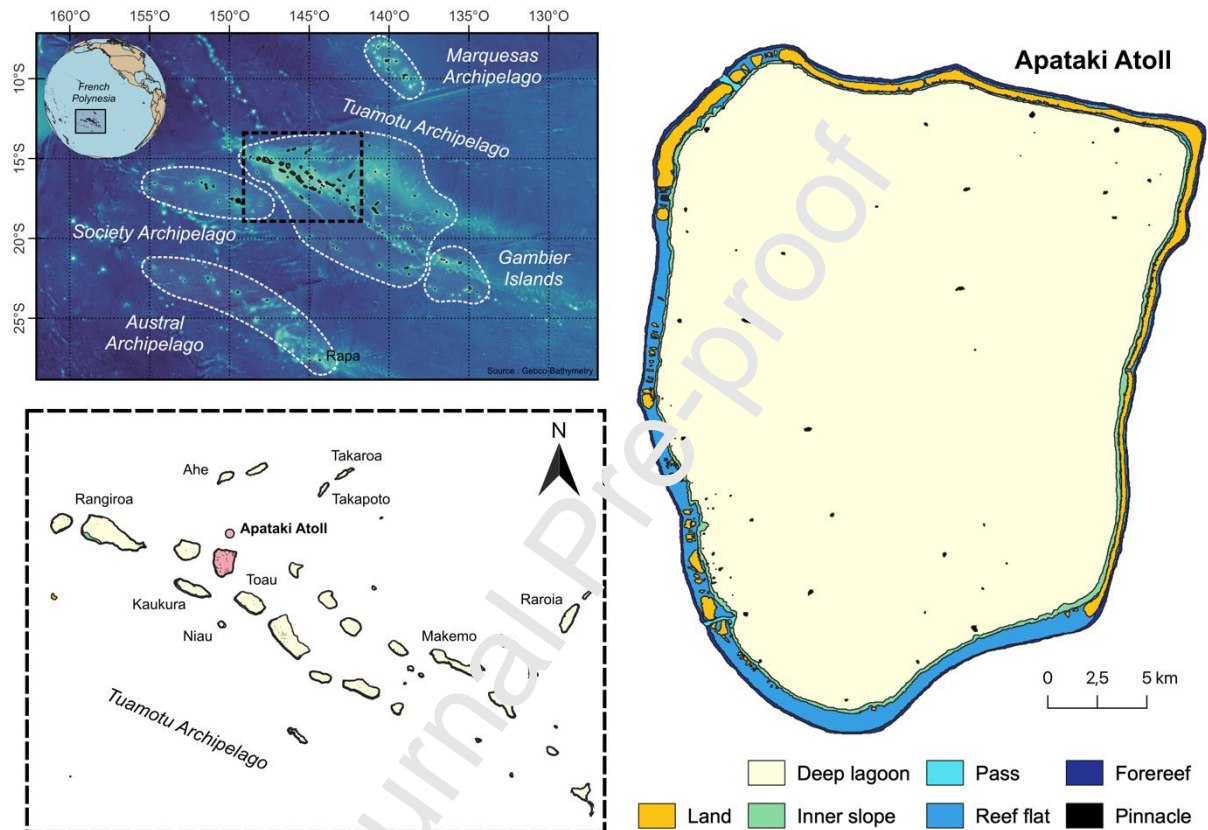 160°O 155°O 150°O 145°O 140°O 135°O 130°O
10°S
15°S
20°S
25°S
French
Polynesia
Marquesas
Archipelago
Tuamotu Archipelago
Society Archipelago
Gambier
Islands
Austral
Archipelago
Rapa
Source : Gebco-Bathymetry
N
Ahe
Takaroa
Takapoto
Rangiroa
Apataki Atoll
Kaukura
Toau
Niau
Raroia
Makemo
Tuamotu Archipelago
Apataki Atoll
0 2,5 5 km
Deep lagoon
Pass
Forereef
Land
Inner slope
Reef flat
Pinnacle
Journal Pre-proof